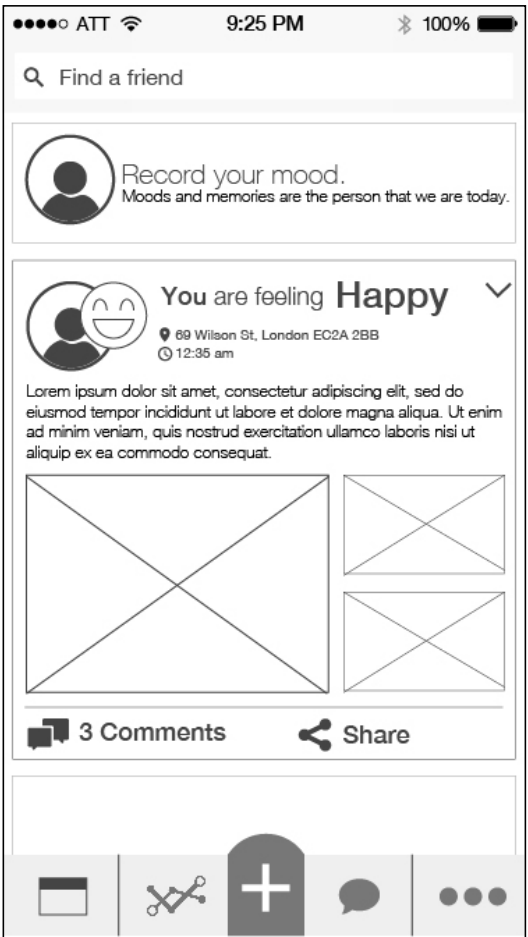 ATT 9:25 PM 100%
Find a friend
Record your mood.
Moods and memories are the person that we are today.
You are feeling Happy
69 Wilson St, London EC2A 2BB
12:35 am
Lorem ipsum dolor sit amet, consectetur adipiscing elit, sed do
eiusmod tempor incididunt ut labore et dolore magna aliqua. Ut enim
ad minim veniam, quis nostrud exercitation ullamco laboris nisi ut
aliquip ex ea commodo consequat.
3 Comments Share